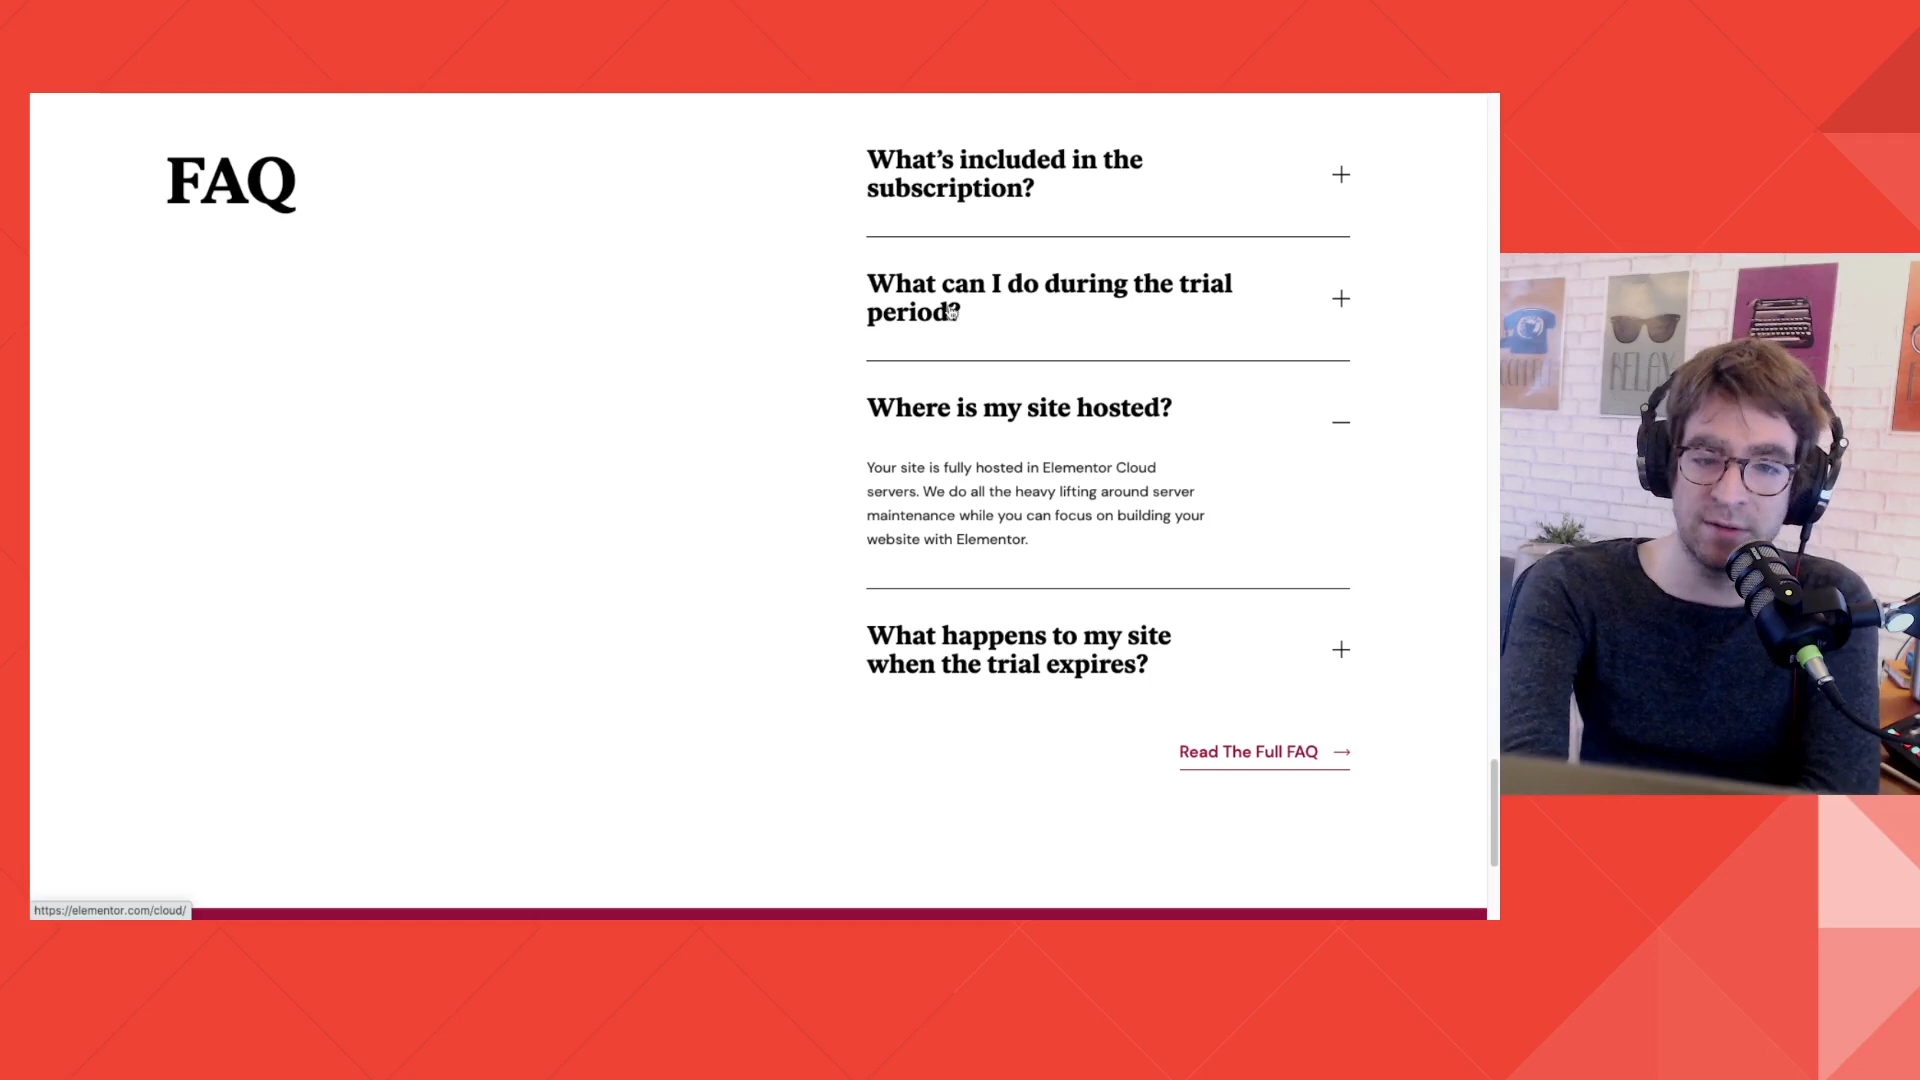 FAQ
What's included in the
subscription?
What can I do during the trial
period?
Where is my site hosted?
Your site is fully hosted in Elementor Cloud
servers. We do all the heavy lifting around server
maintenance while you can focus on building your
website with Elementor.
What happens to my site
when the trial expires?
Read The Full FAQ
https://elementor.com/cloud/
RELAX